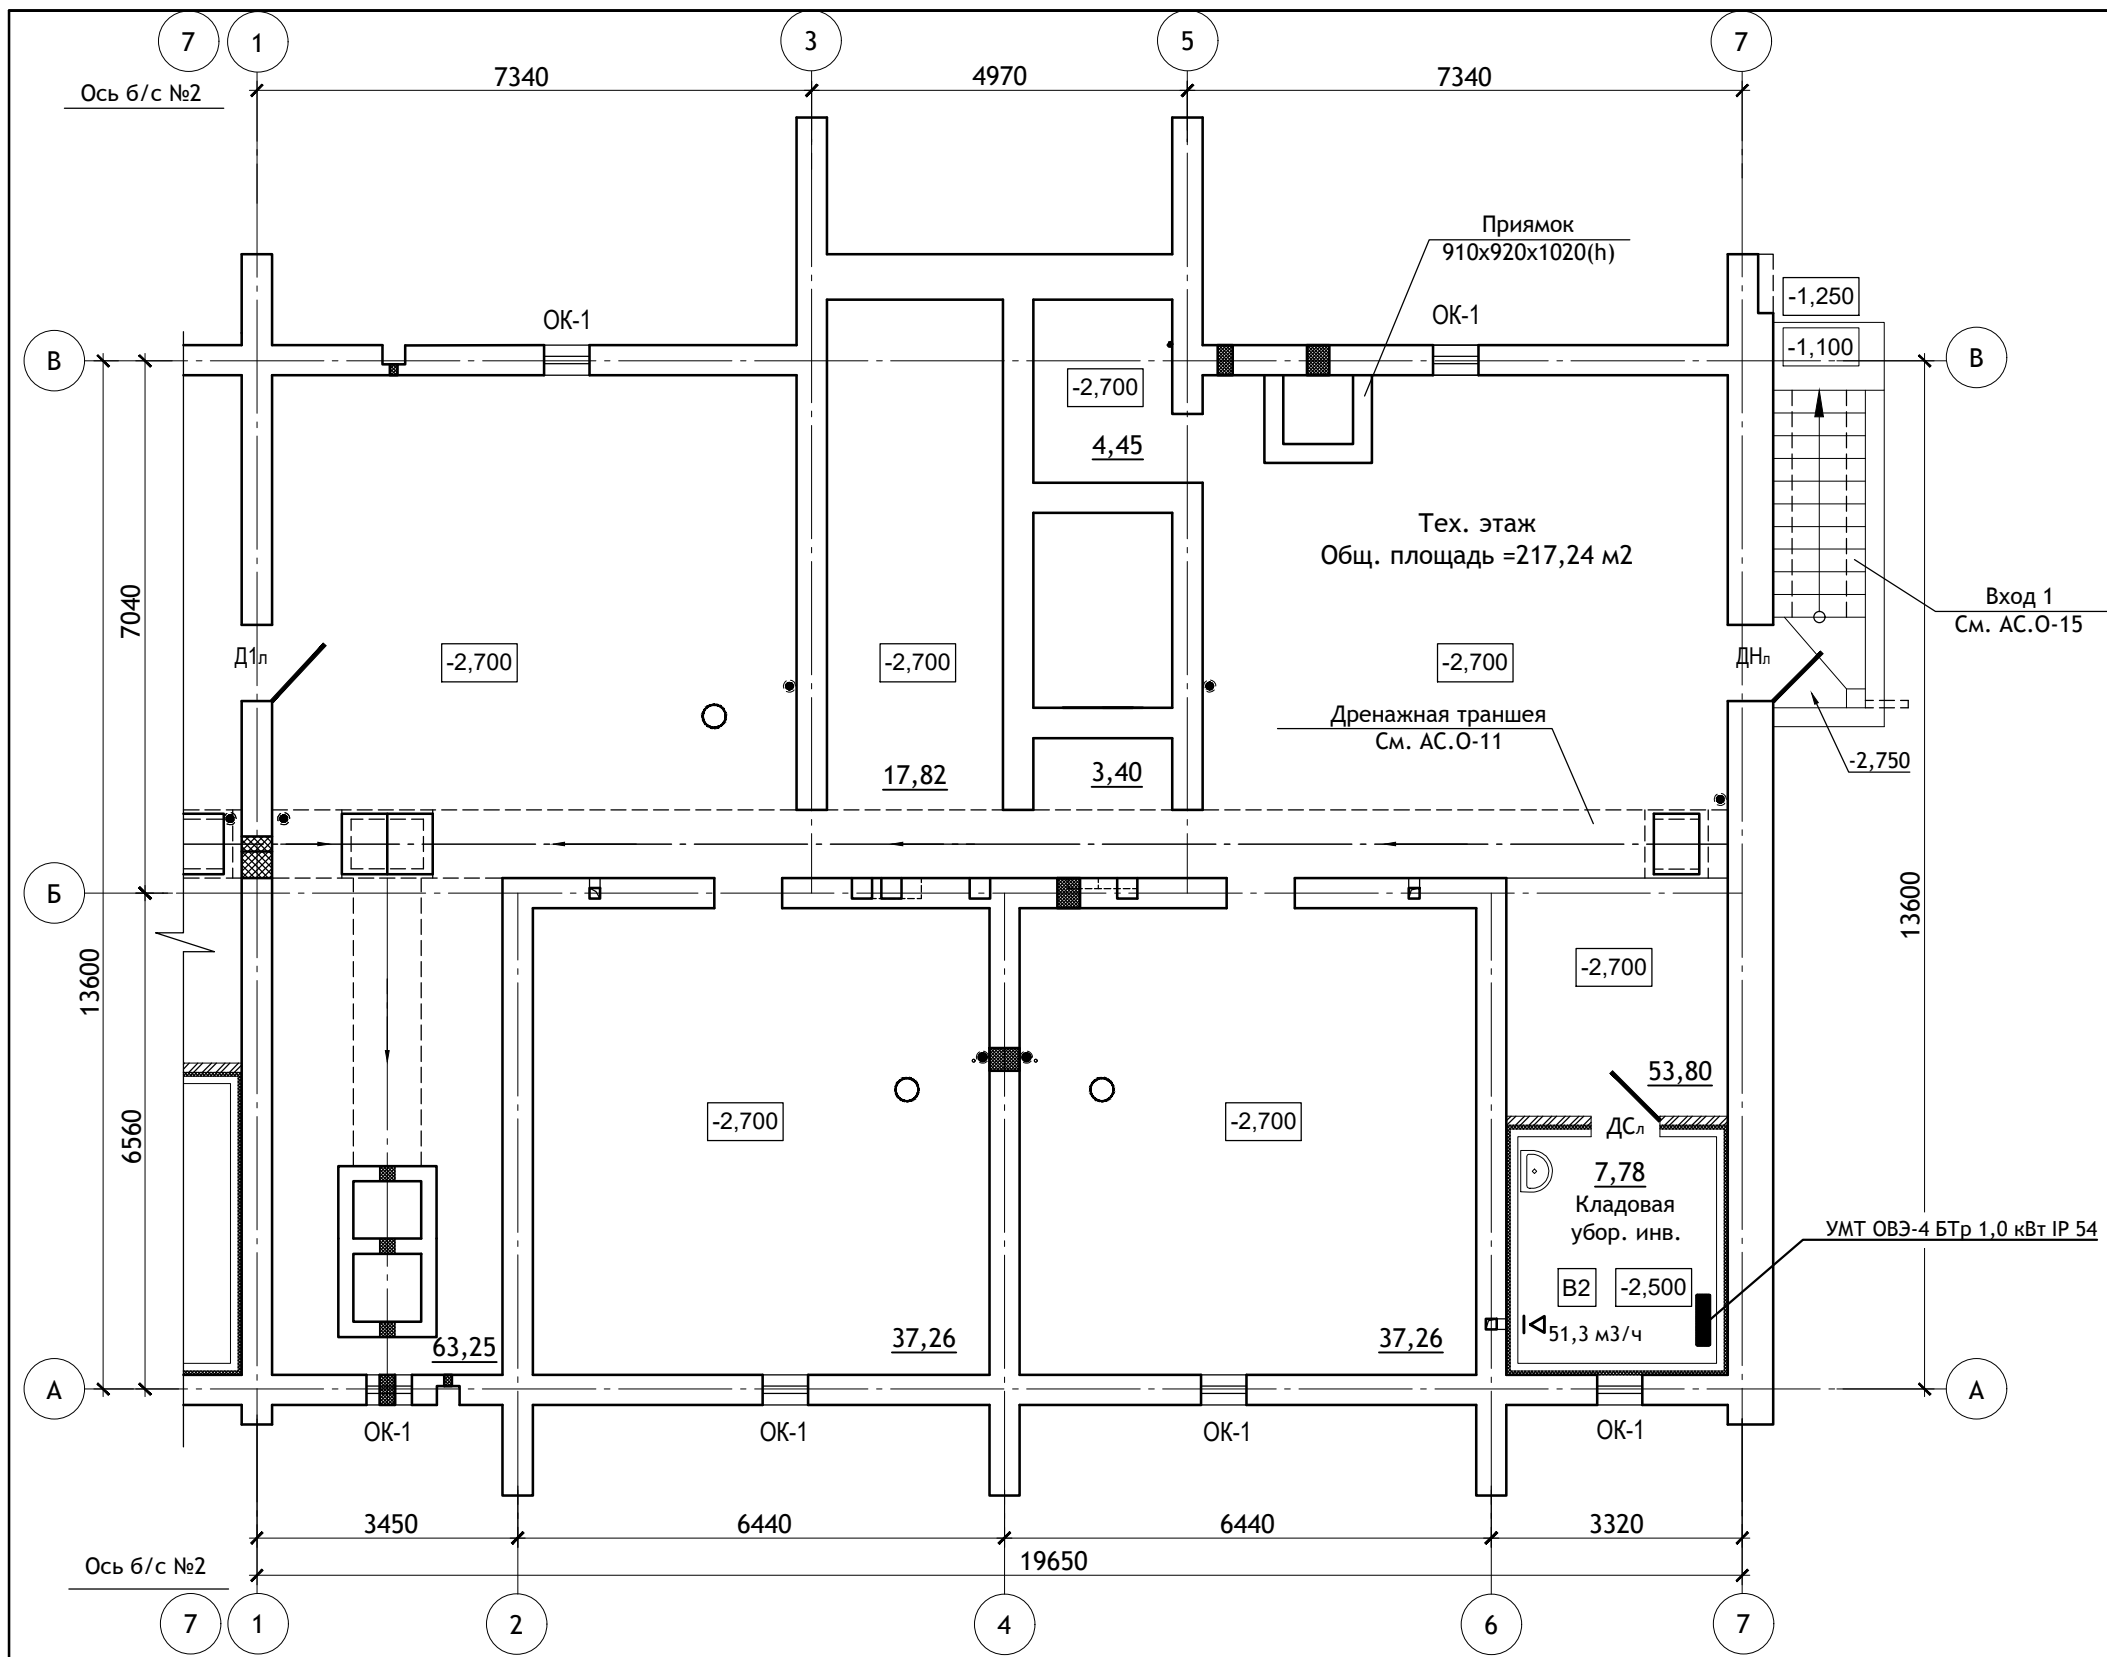 7
1
3
5
7
Ось б/с №2
7340
4970
7340
Приямок
910х920х1020(h)
-1,250
ОК-1
ОК-1
-1,100
В
В
-2,700
4,45
Тех. этаж
Общ. площадь =217,24 м2
7040
Вход 1
См. АС.О-15
Д1л
-2,700
-2,700
-2,700
ДНл
Дренажная траншея
См. АС.О-11
-2,750
17,82
3,40
Б
13600
13600
-2,700
6560
53,80
-2,700
-2,700
ДСл
7,78
Кладовая
убор. инв.
УМТ ОВЭ-4 БТр 1,0 кВт IP 54
В2
-2,500
51,3 м3/ч
63,25
37,26
37,26
А
А
ОК-1
ОК-1
ОК-1
ОК-1
3450
6440
6440
3320
19650
Ось б/с №2
7
1
2
4
6
7